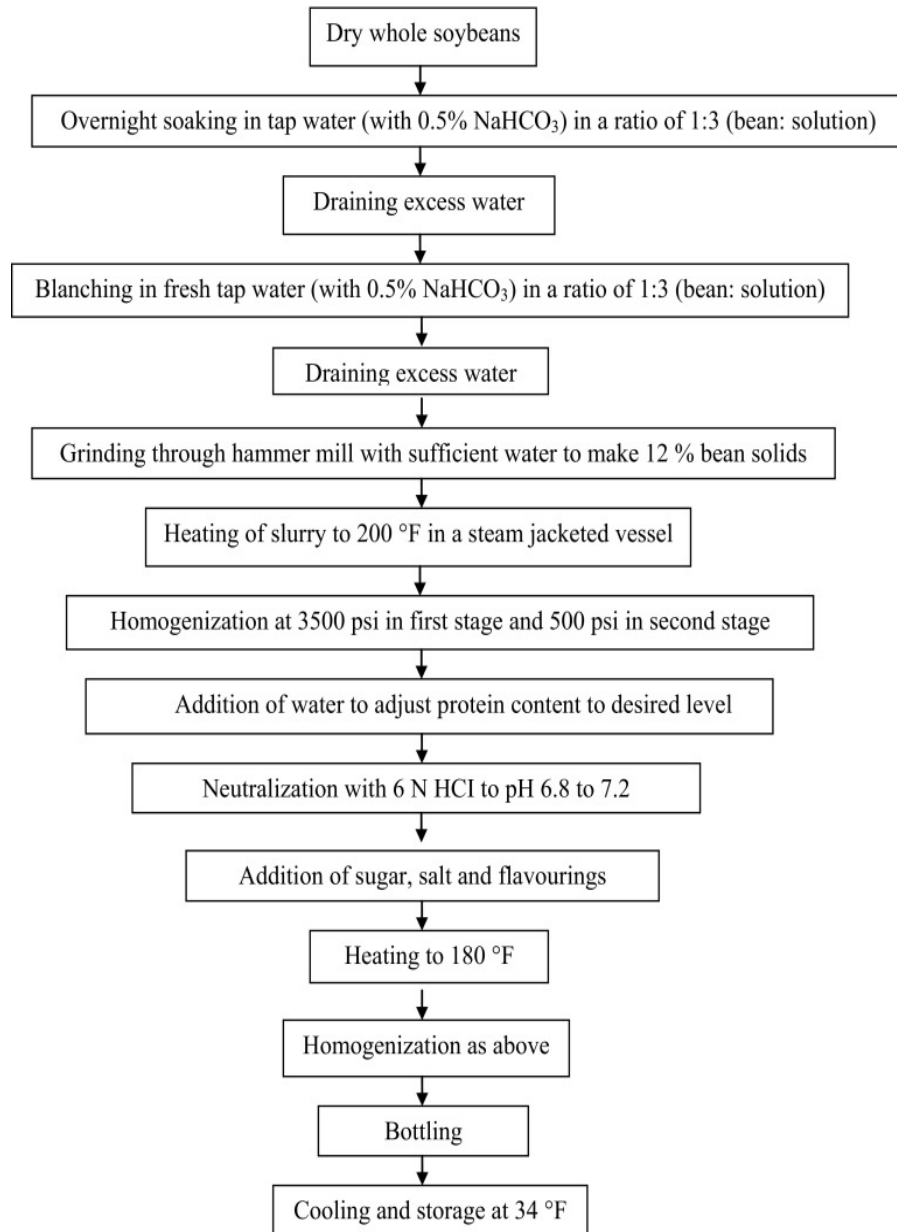 Dry whole soybeans
Overnight soaking in tap water (with 0.5% NaHCO₃) in a ratio of 1:3 (bean: solution)
Draining excess water
Blanching in fresh tap water (with 0.5% NaHCO₃) in a ratio of 1:3 (bean: solution)
Draining excess water
Grinding through hammer mill with sufficient water to make 12 % bean solids
Heating of slurry to 200 °F in a steam jacketed vessel
Homogenization at 3500 psi in first stage and 500 psi in second stage
Addition of water to adjust protein content to desired level
Neutralization with 6 N HCI to pH 6.8 to 7.2
Addition of sugar, salt and flavourings
Heating to 180 °F
Homogenization as above
Bottling
Cooling and storage at 34 °F